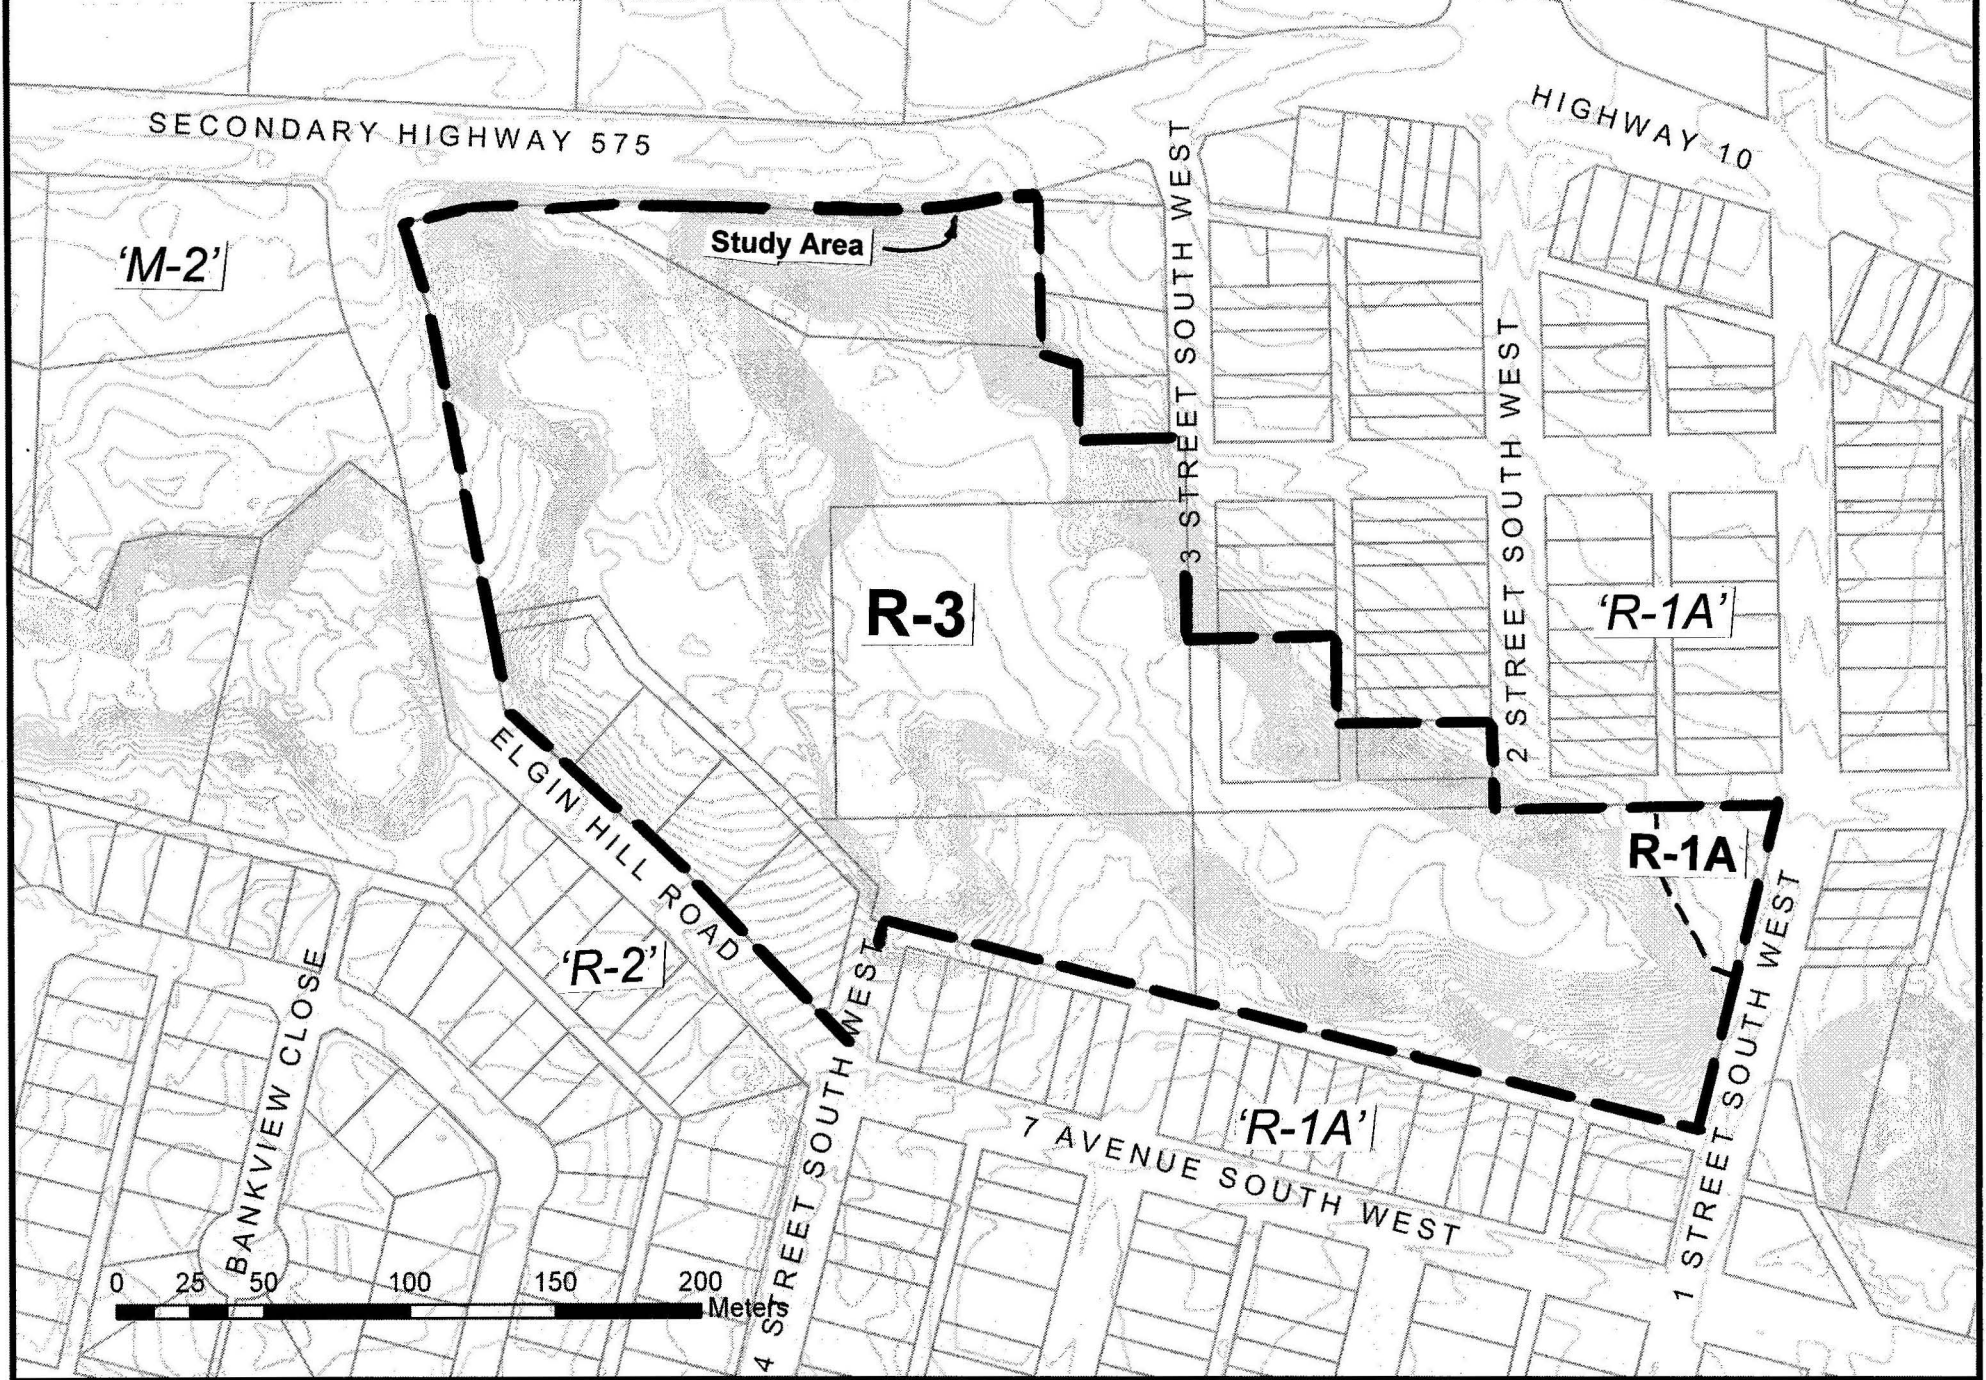 SECONDARY HIGHWAY 575
HIGHWAY 10
'M-2'
Study Area
3 STREET SOUTH WEST
2 STREET SOUTH WEST
R-3
'R-1A'
ELGIN HILL ROAD
R-1A
'R-2'
BANKVIEW CLOSE
4 STREET SOUTH WEST
7 AVENUE SOUTH WEST
'R-1A'
1 STREET SOUTH WEST
0 25 50 100 150 200
Meters